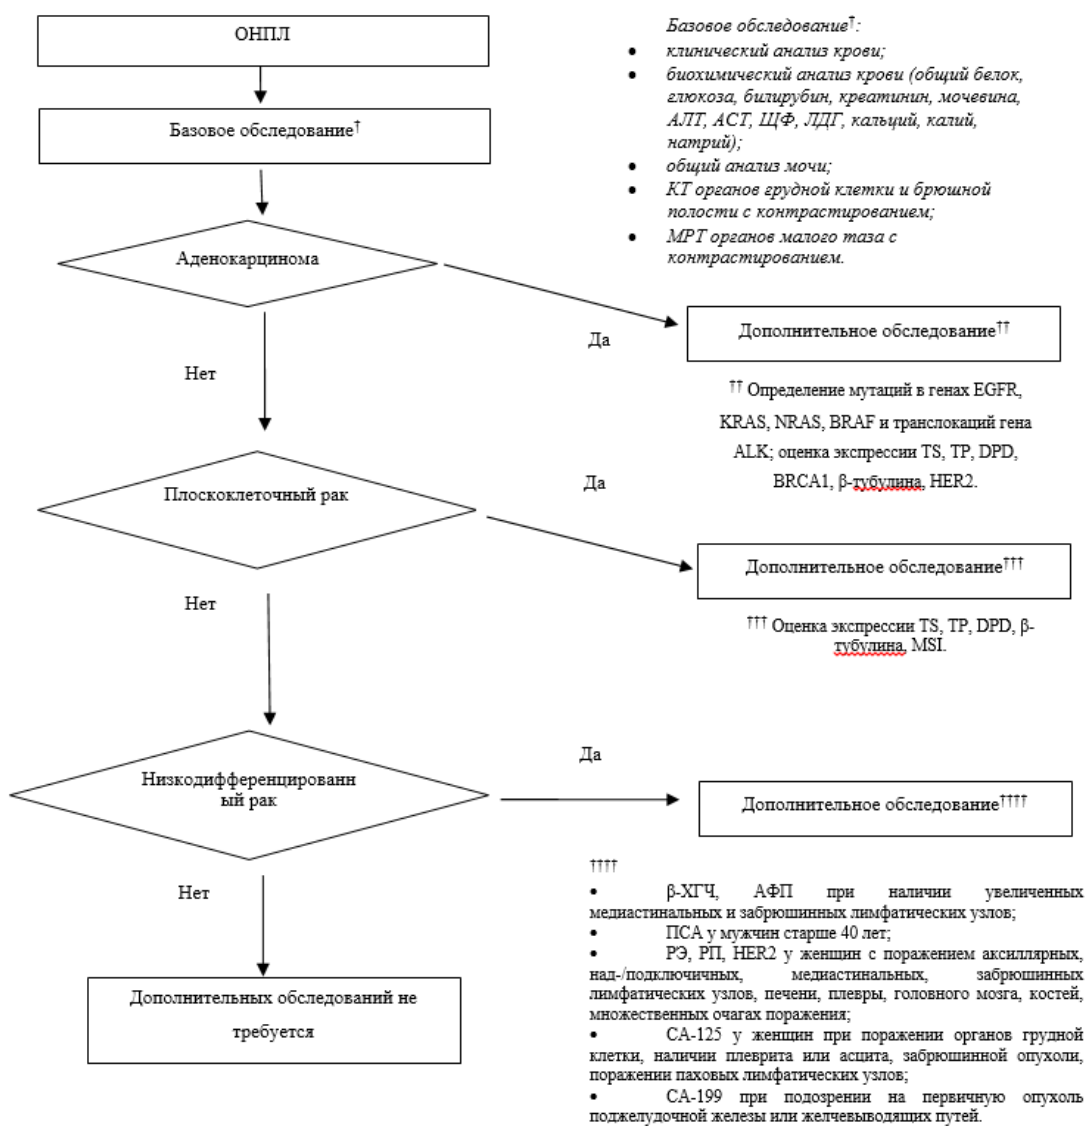 ОНПЛ
Базовое обследование†
Базовое обследование†:
• клинический анализ крови;
• биохимический анализ крови (общий белок,
глюкоза, билирубин, креатинин, мочевина,
АЛТ, АСТ, ЩФ, ЛДГ, кальций, калий,
натрий);
• общий анализ мочи;
• КТ органов грудной клетки и брюшной
полости с контрастированием;
• МРТ органов малого таза с
контрастированием.
Аденокарцинома
Да
Дополнительное обследование††
†† Определение мутаций в генах EGFR,
KRAS, NRAS, BRAF и транслокаций гена
ALK; оценка экспрессии TS, TP, DPD,
BRCA1, β-тубулина, HER2.
Нет
Плоскоклеточный рак
Да
Дополнительное обследование†††
††† Оценка экспрессии TS, TP, DPD, β-
тубулина, MSI.
Нет
Низкодифференцированн
ый рак
Да
Дополнительное обследование††††
††††
• β-ХГЧ, АФП при наличии увеличенных
медиастинальных и забрюшинных лимфатических узлов;
• ПСА у мужчин старше 40 лет;
• РЭ, РП, HER2 у женщин с поражением аксиллярных,
над-/подключичных, медиастинальных, забрюшинных
лимфатических узлов, печени, плевры, головного мозга, костей,
множественных очагах поражения;
• СА-125 у женщин при поражении органов грудной
клетки, наличии плеврита или асцита, забрюшинной опухоли,
поражении паховых лимфатических узлов;
• СА-199 при подозрении на первичную опухоль
поджелудочной железы или желчевыводящих путей.
Нет
Дополнительных обследований не
требуется